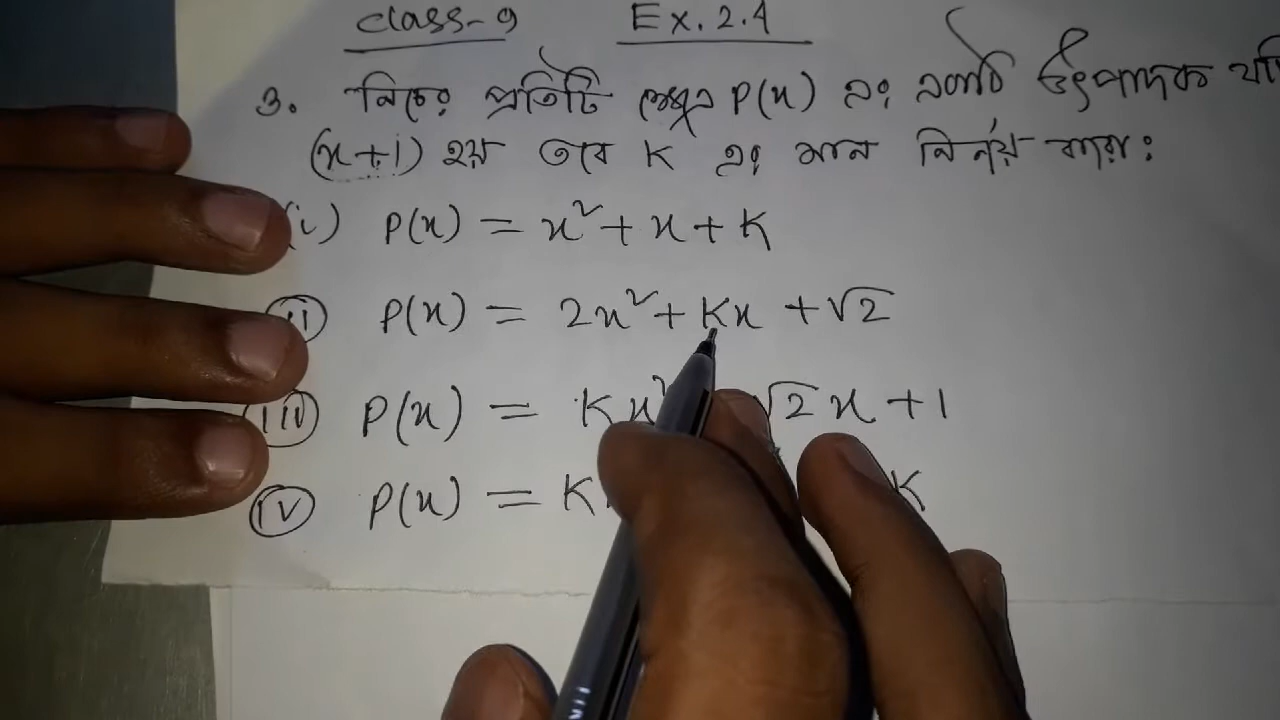 class-9 Ex. 2.4
3. নিচের প্রতিটি ক্ষেত্রে P(x) এর একটি উৎপাদক যদি
(x+1) হয় তবে K এর মান নির্ণয় করো:
(i) P(x) = x² + x + K
(ii) P(x) = 2x² + Kx + √2
(iii) P(x) = Kx² √2x + 1
(iv) P(x) = K K